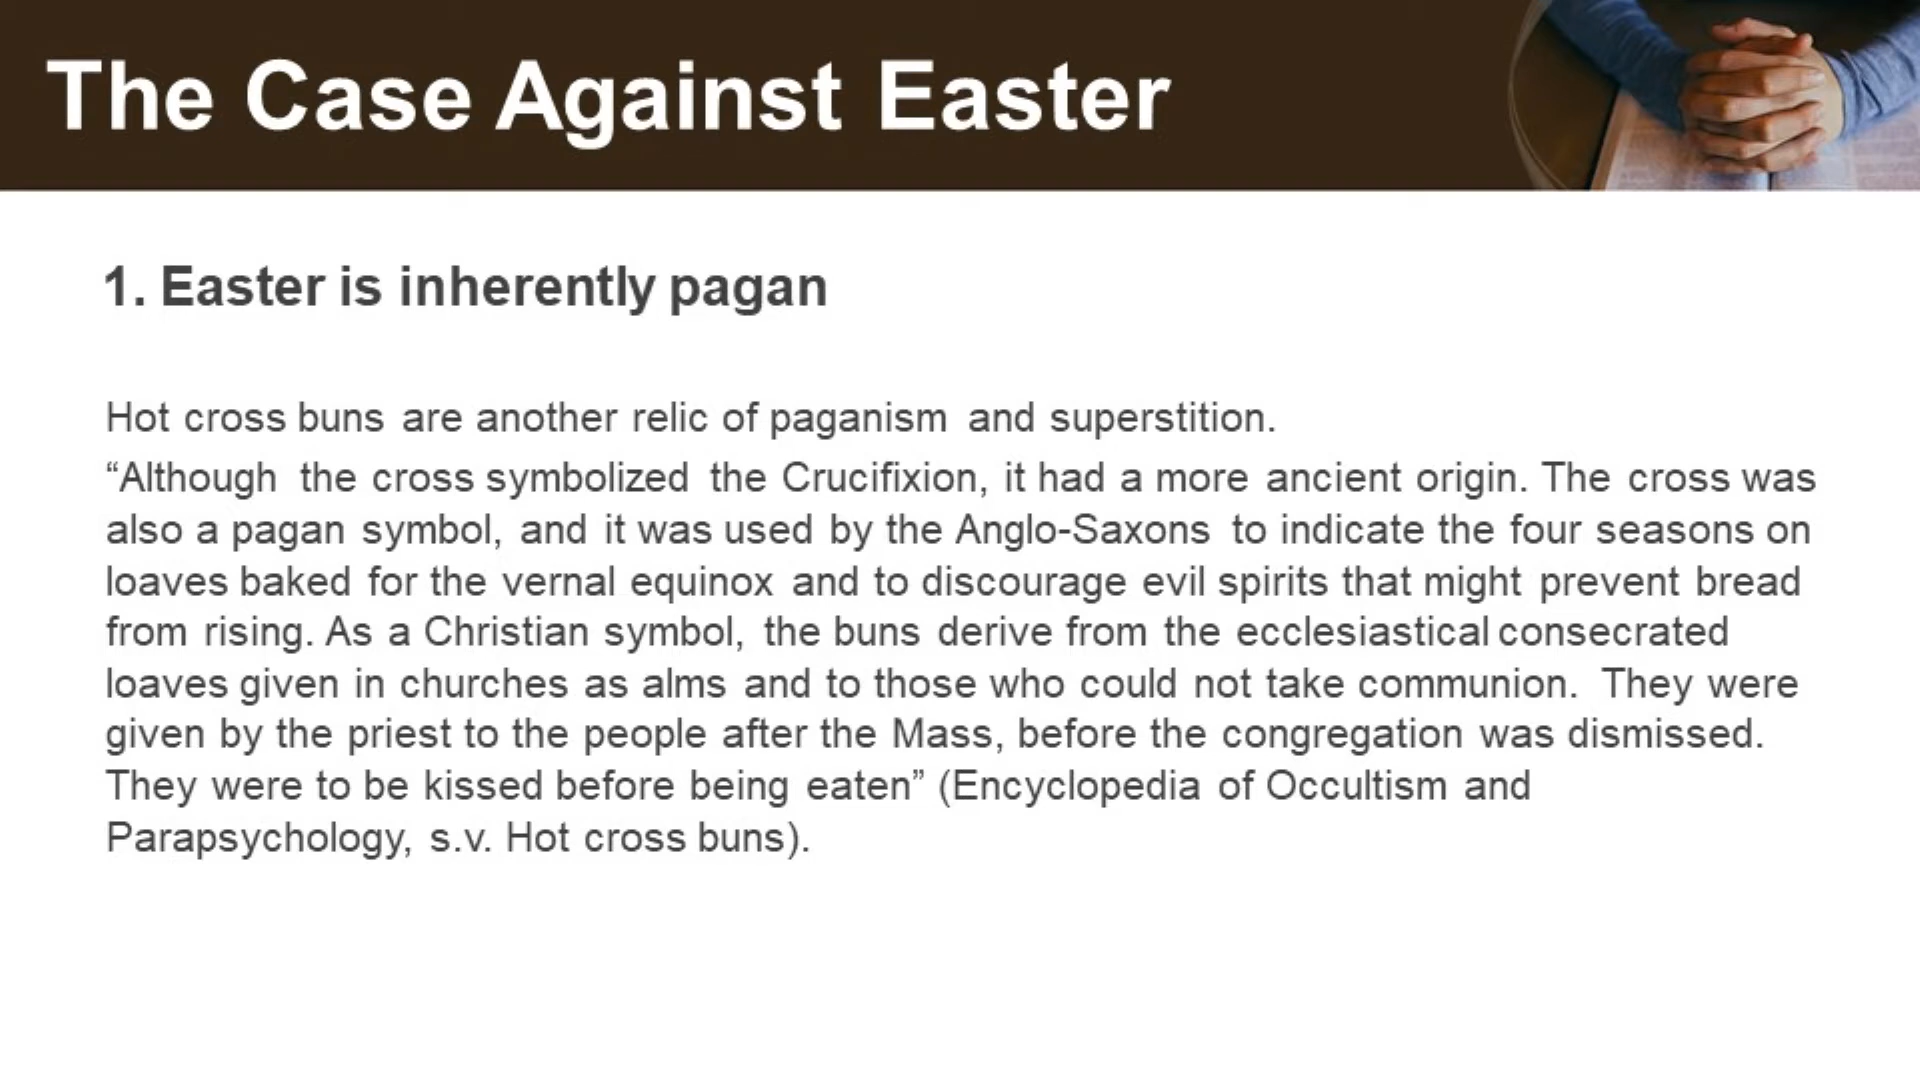 The Case Against Easter
1. Easter is inherently pagan
Hot cross buns are another relic of paganism and superstition.
“Although the cross symbolized the Crucifixion, it had a more ancient origin. The cross was
also a pagan symbol, and it was used by the Anglo-Saxons to indicate the four seasons on
loaves baked for the vernal equinox and to discourage evil spirits that might prevent bread
from rising. As a Christian symbol, the buns derive from the ecclesiastical consecrated
loaves given in churches as alms and to those who could not take communion. They were
given by the priest to the people after the Mass, before the congregation was dismissed.
They were to be kissed before being eaten” (Encyclopedia of Occultism and
Parapsychology, s.v. Hot cross buns).